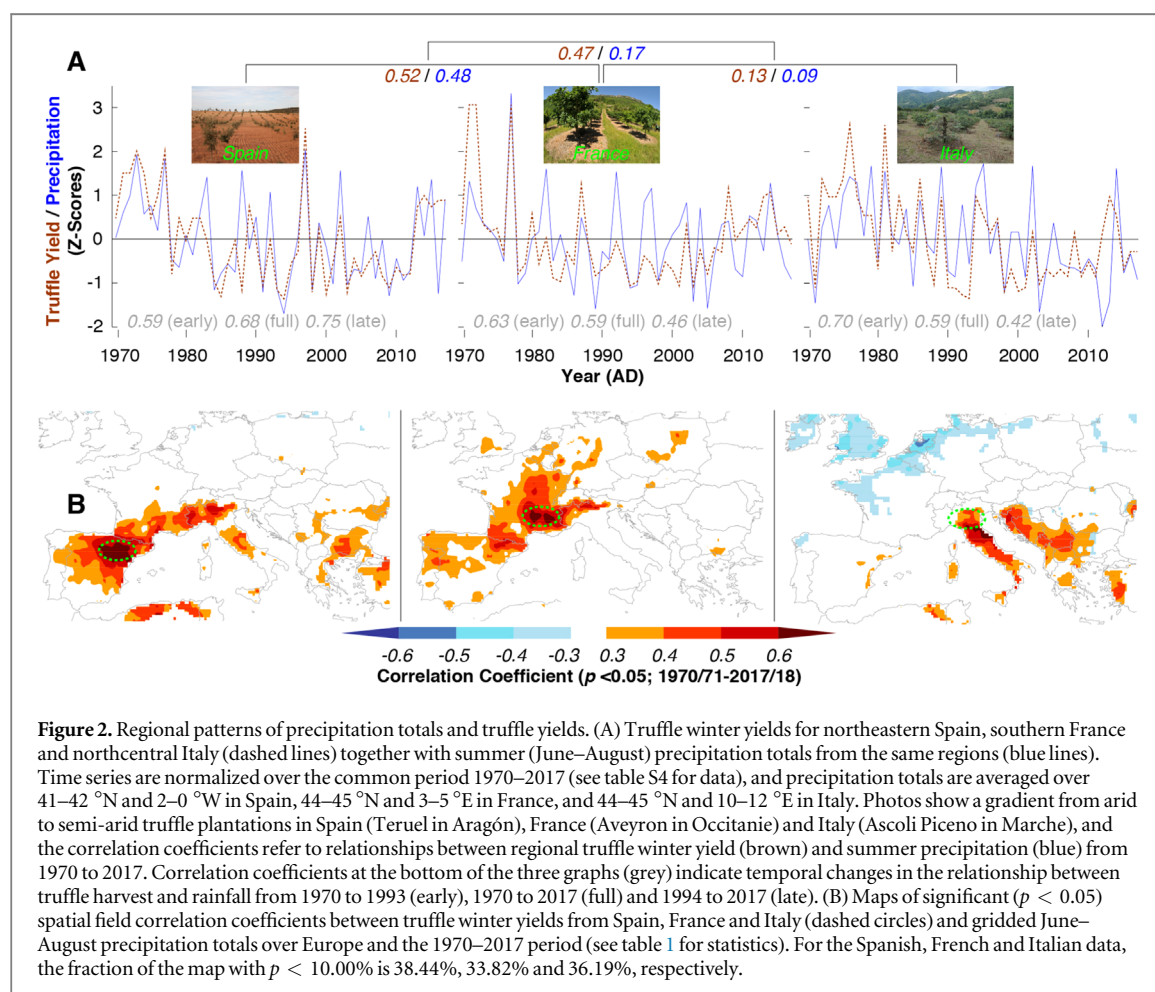 A
0.47 / 0.17
0.52 / 0.48
0.13 / 0.09
Truffle Yield / Precipitation
(Z-Scores)
3
2
1
0
-1
-2
Spain
France
Italy
0.59 (early) 0.68 (full) 0.75 (late)
0.63 (early) 0.59 (full) 0.46 (late)
0.70 (early) 0.59 (full) 0.42 (late)
1970 1980 1990 2000 2010
1970 1980 1990 2000 2010
1970 1980 1990 2000 2010
Year (AD)
B
-0.6 -0.5 -0.4 -0.3 0.3 0.4 0.5 0.6
Correlation Coefficient (p <0.05; 1970/71-2017/18)
Figure 2. Regional patterns of precipitation totals and truffle yields. (A) Truffle winter yields for northeastern Spain, southern France
and northcentral Italy (dashed lines) together with summer (June–August) precipitation totals from the same regions (blue lines).
Time series are normalized over the common period 1970–2017 (see table S4 for data), and precipitation totals are averaged over
41–42 °N and 2–0 °W in Spain, 44–45 °N and 3–5 °E in France, and 44–45 °N and 10–12 °E in Italy. Photos show a gradient from arid
to semi-arid truffle plantations in Spain (Teruel in Aragón), France (Aveyron in Occitanie) and Italy (Ascoli Piceno in Marche), and
the correlation coefficients refer to relationships between regional truffle winter yield (brown) and summer precipitation (blue) from
1970 to 2017. Correlation coefficients at the bottom of the three graphs (grey) indicate temporal changes in the relationship between
truffle harvest and rainfall from 1970 to 1993 (early), 1970 to 2017 (full) and 1994 to 2017 (late). (B) Maps of significant (p < 0.05)
spatial field correlation coefficients between truffle winter yields from Spain, France and Italy (dashed circles) and gridded June–
August precipitation totals over Europe and the 1970–2017 period (see table 1 for statistics). For the Spanish, French and Italian data,
the fraction of the map with p < 10.00% is 38.44%, 33.82% and 36.19%, respectively.